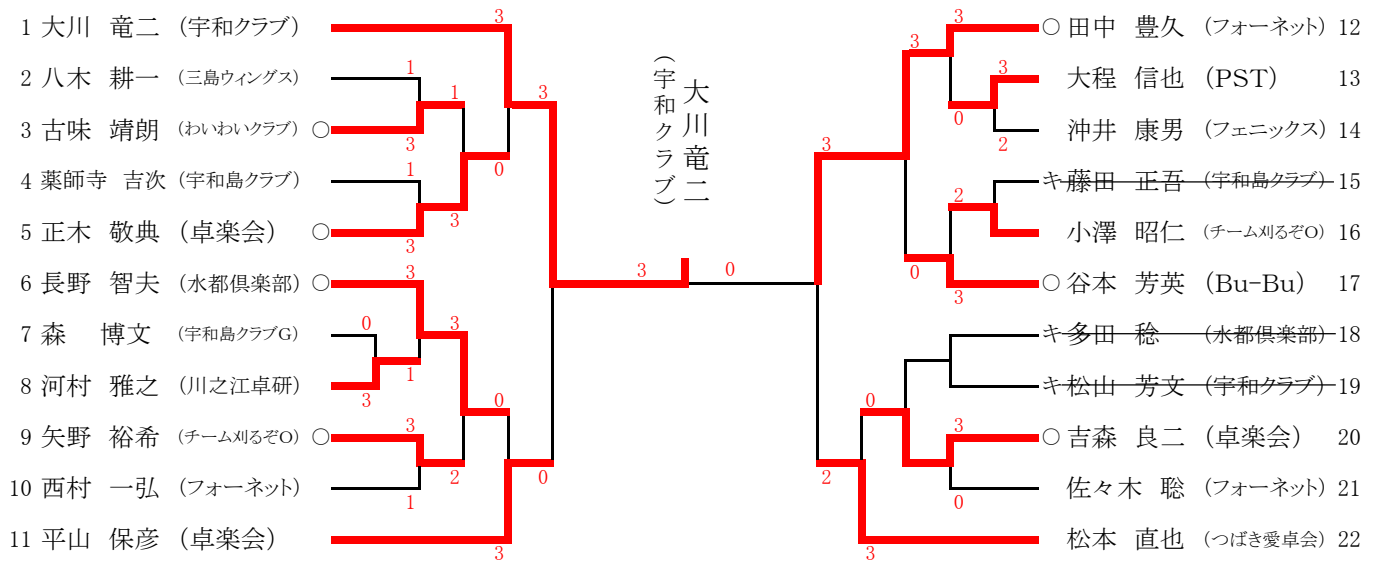 1 大川 竜二 (宇和クラブ)
2 八木 耕一 (三島ウィングス)
3 古味 靖朗 (わいわいクラブ) ○
4 薬師寺 吉次 (宇和島クラブ)
5 正木 敬典 (卓楽会) ○
6 長野 智夫 (水都倶楽部) ○
7 森 博文 (宇和島クラブG)
8 河村 雅之 (川之江卓研)
9 矢野 裕希 (チーム刈るぞO) ○
10 西村 一弘 (フォーネット)
11 平山 保彦 (卓楽会)
3
1
1
3
3
1
0
3
3
3
0
3
1
3
0
3
2
1
0
3
大川竜二
(宇和クラブ)
3 0
3
3
3
0
2
3
2
0
3
0
2
0
3
3
○ 田中 豊久 (フォーネット) 12
大程 信也 (PST) 13
沖井 康男 (フェニックス) 14
キ 藤田 正吾 (宇和島クラブ) 15
小澤 昭仁 (チーム刈るぞO) 16
○ 谷本 芳英 (Bu-Bu) 17
キ 多田 稔 (水都倶楽部) 18
キ 松山 芳文 (宇和クラブ) 19
○ 吉森 良二 (卓楽会) 20
佐々木 聡 (フォーネット) 21
松本 直也 (つばき愛卓会) 22